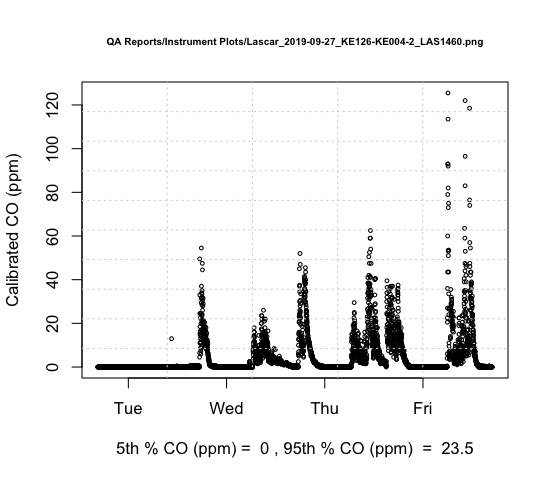 QA Reports/Instrument Plots/Lascar_2019-09-27_KE126-KE004-2_LAS1460.png
Calibrated CO (ppm)
120
100
80
60
40
20
0
Tue Wed Thu Fri
5th % CO (ppm) = 0 , 95th % CO (ppm) = 23.5